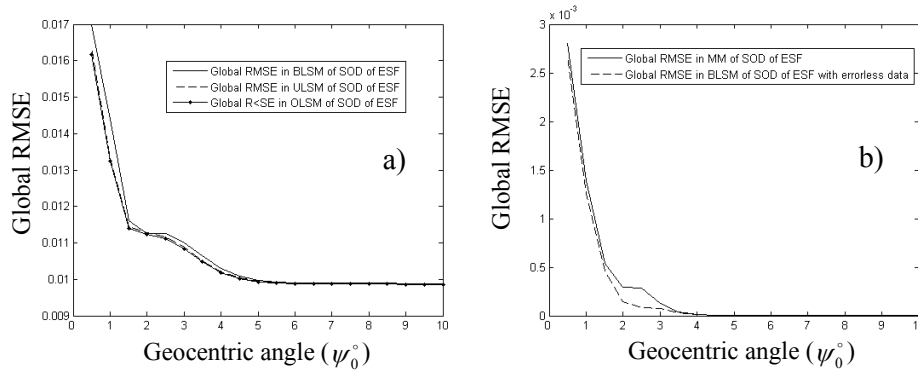 0.017
0.016
0.015
0.014
0.013
0.012
0.011
0.01
0.009
Global RMSE
Global RMSE in BLSM of SOD of ESF
Global RMSE in ULSM of SOD of ESF
Global R<SE in OLSM of SOD of ESF
a)
0 1 2 3 4 5 6 7 8 9 10
Geocentric angle (ψ₀°)
x 10⁻³
3
2.5
2
1.5
1
0.5
0
Global RMSE
Global RMSE in MM of SOD of ESF
Global RMSE in BLSM of SOD of ESF with errorless data
b)
0 1 2 3 4 5 6 7 8 9 1
Geocentric angle (ψ₀°)